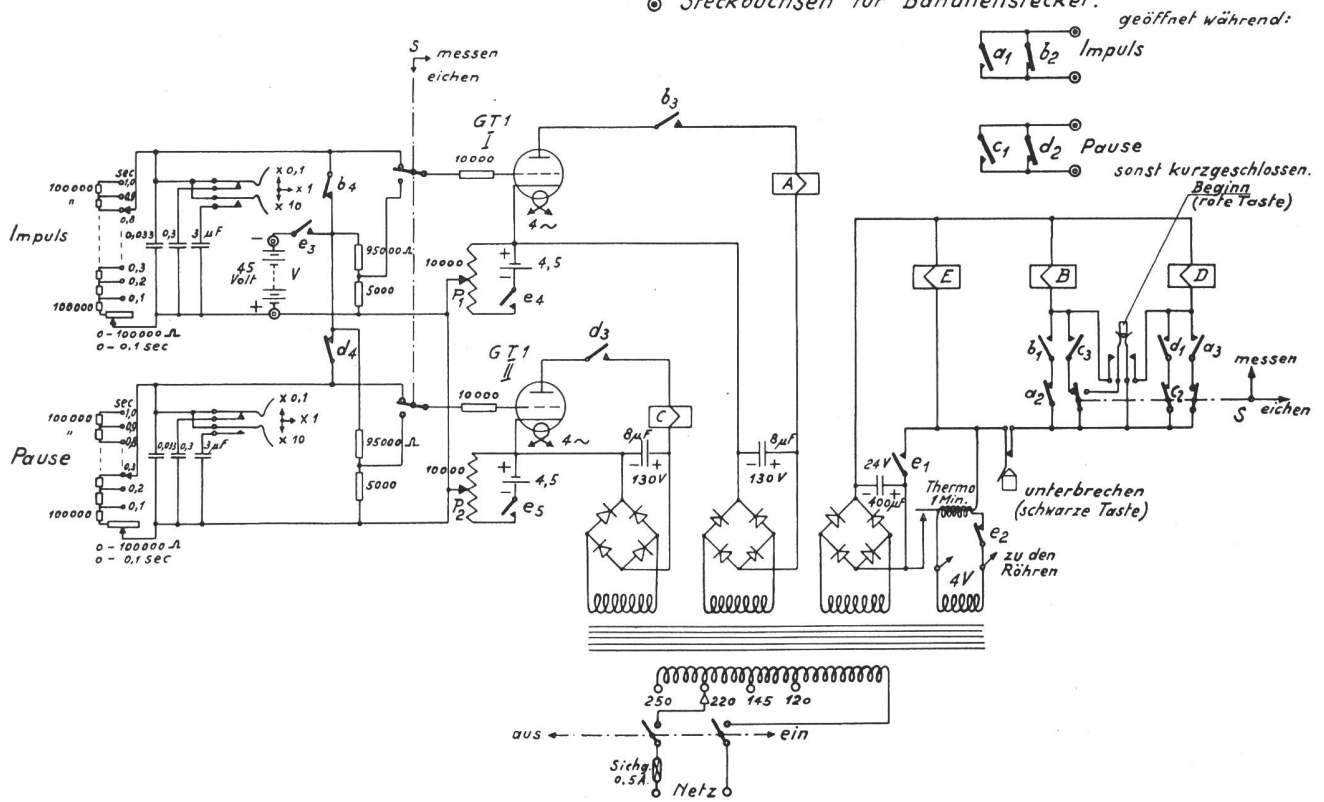 Steckbuchsen für Bananenstecker.
geöffnet während:
a1 b2 Impuls
c1 d2 Pause
sonst kurzgeschlossen.
Beginn
(rote Taste)
S messen
eichen
GT1
I
b3
10000
A
4~
sec
1,0
0,9
0,8
100000
"
x 0,1
x 1
x 10
b4
Impuls
0,033
0,3
3 µF
e3
45
Volt
V
95000 Ω
5000
10000
P1
4,5
e4
0,3
0,2
0,1
100000
0 - 100000 Ω
0 - 0,1 sec
d4
GT1
II
d3
10000
C
4~
sec
1,0
0,9
0,8
100000
"
x 0,1
x 1
x 10
Pause
0,033
0,3
3 µF
95000 Ω
5000
10000
P2
4,5
e5
0,3
0,2
0,1
100000
0 - 100000 Ω
0 - 0,1 sec
8µF
130V
8µF
130V
E
B
D
b1
c3
d1
a3
a2
c2
messen
S eichen
24V
400µF
e1
Thermo
1 Min.
unterbrechen
(schwarze Taste)
e2
zu den
Röhren
4V
250
220
145
120
aus
ein
Sichg.
0,5A.
Netz